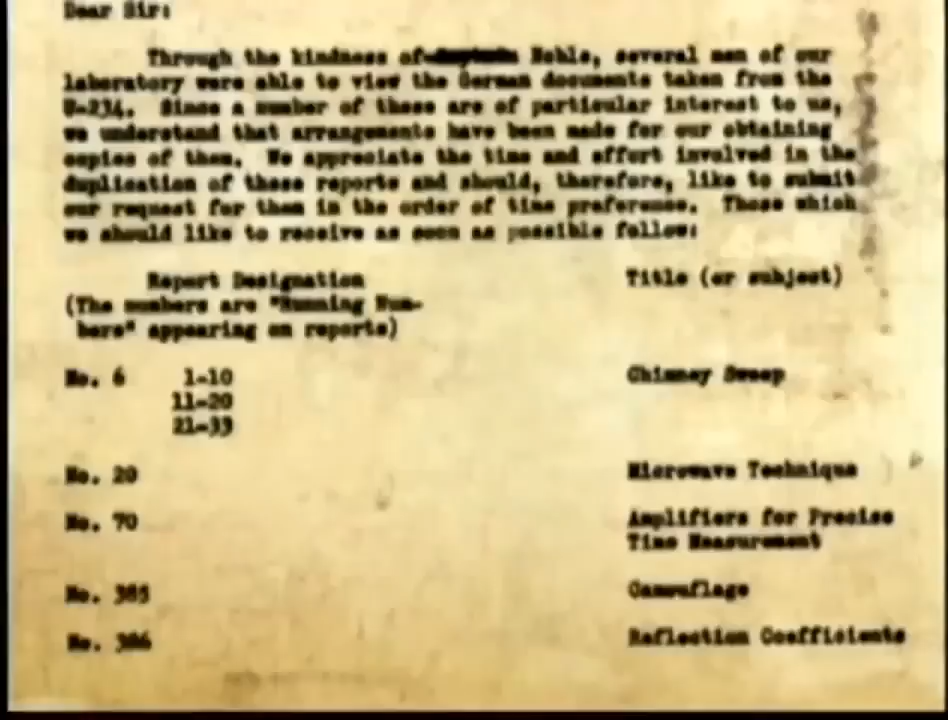 Dear Sir:
Through the kindness of Noble, several men of our
laboratory were able to view the German documents taken from the
U-234. Since a number of these are of particular interest to us,
we understand that arrangements have been made for our obtaining
copies of them. We appreciate the time and effort involved in the
duplication of these reports and should, therefore, like to submit
our request for them in the order of time preference. Those which
we should like to receive as soon as possible follow:
Report Designation Title (or subject)
(The numbers are "Running Num-
bers" appearing on reports)
No. 6 1-10 Chimney Sweep
11-20
21-33
No. 20 Microwave Technique
No. 70 Amplifiers for Precise
Time Measurement
No. 385 Camouflage
No. 386 Reflection Coefficients